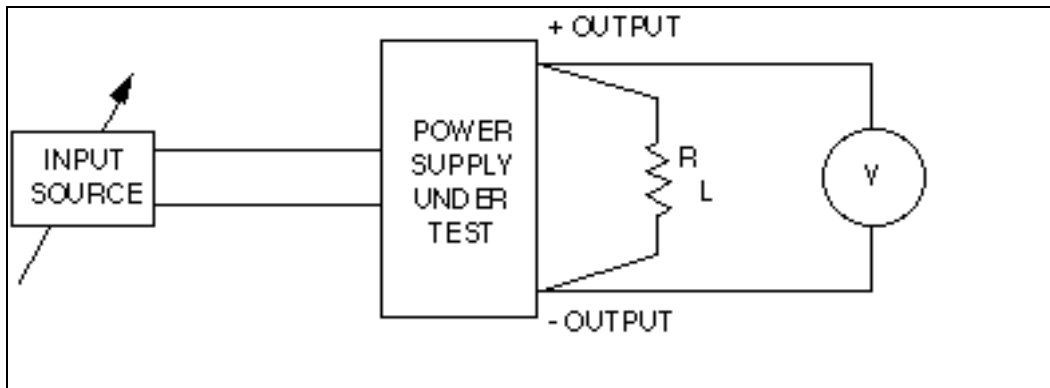 + OUTPUT
INPUT
SOURCE
POWER
SUPPLY
UNDER
TEST
R
L
V
- OUTPUT